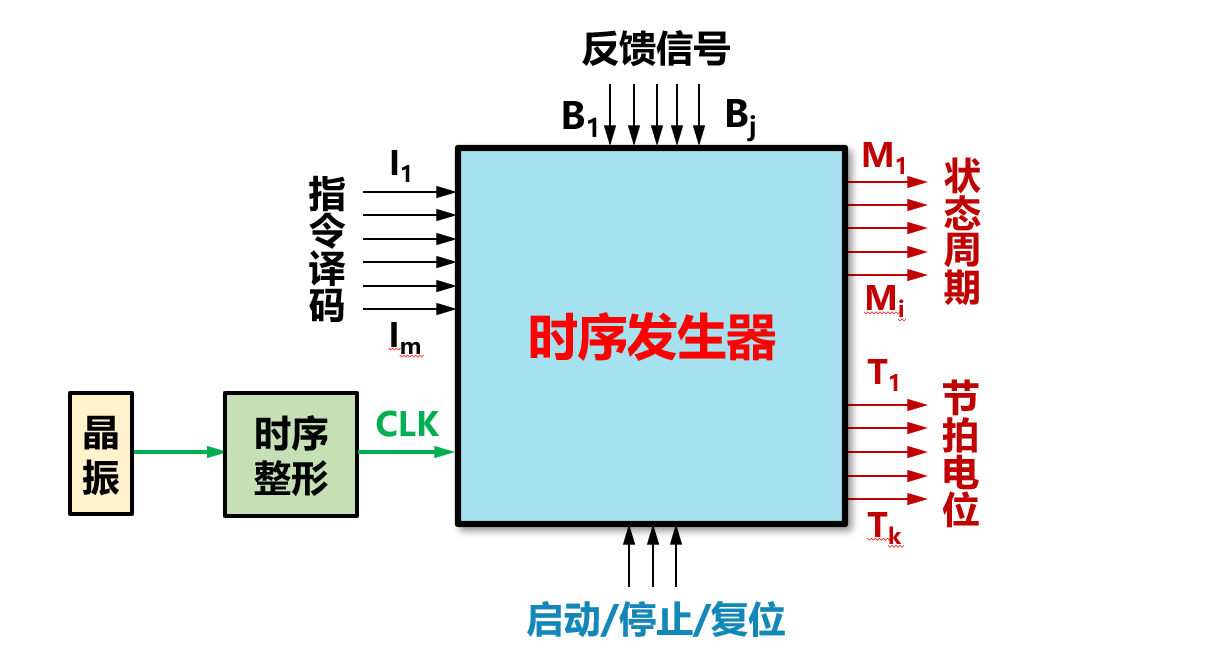 反馈信号
B1
Bj
I1
指令译码
Im
M1
状态周期
Mi
时序发生器
T1
节拍电位
Tk
晶振
时序
整形
CLK
启动/停止/复位